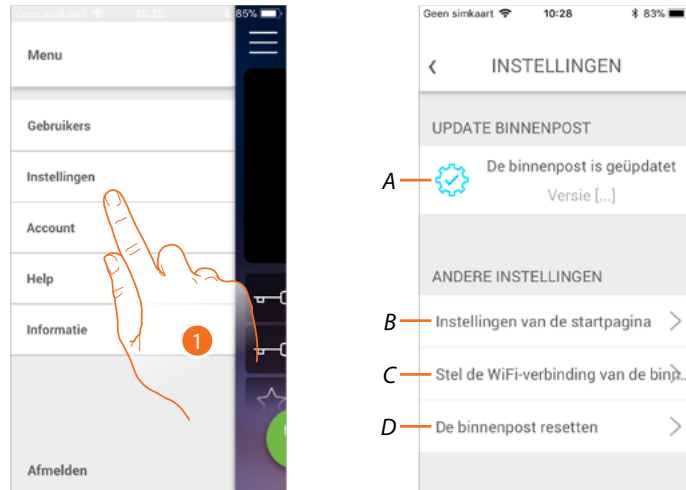 Geen simkaart 10:25 85%
Menu
Gebruikers
Instellingen
Account
Help
Informatie
1
Afmelden
Geen simkaart 10:28 83%
INSTELLINGEN
UPDATE BINNENPOST
A
De binnenpost is geüpdatet
Versie [...]
ANDERE INSTELLINGEN
B Instellingen van de startpagina
C Stel de WiFi-verbinding van de binn..
D De binnenpost resetten